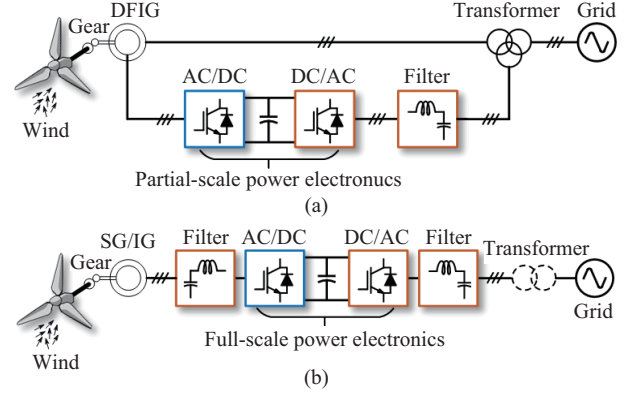 DFIG
Transformer
Grid
Gear
AC/DC
DC/AC
Filter
Wind
Partial-scale power electronucs
(a)
SG/IG
Filter
AC/DC
DC/AC
Filter
Transformer
Gear
Grid
Wind
Full-scale power electronics
(b)